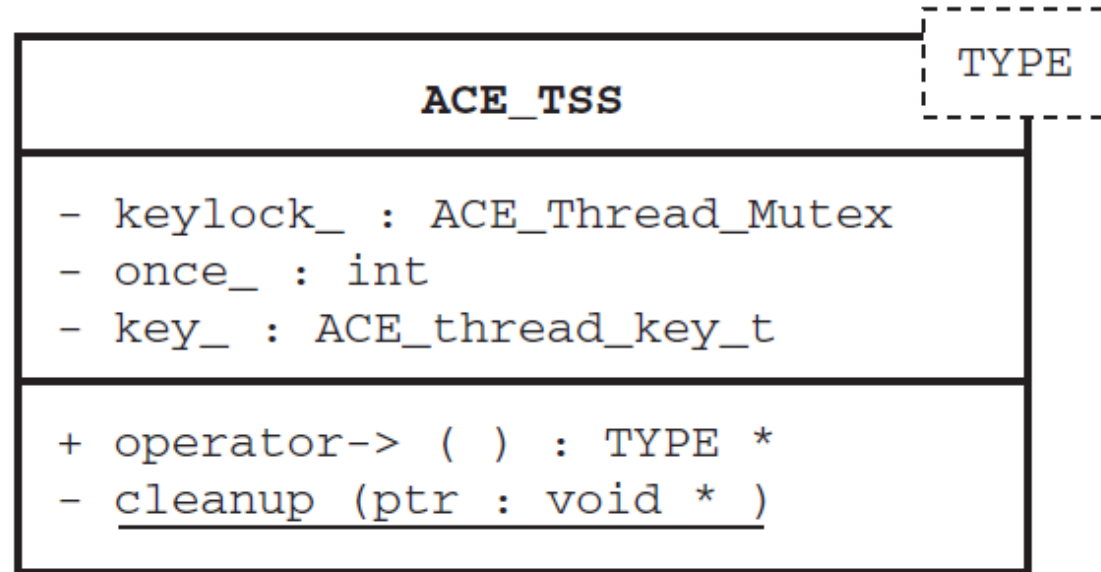 TYPE
ACE_TSS
- keylock_ : ACE_Thread_Mutex
- once_ : int
- key_ : ACE_thread_key_t
+ operator-> ( ) : TYPE *
- cleanup (ptr : void * )